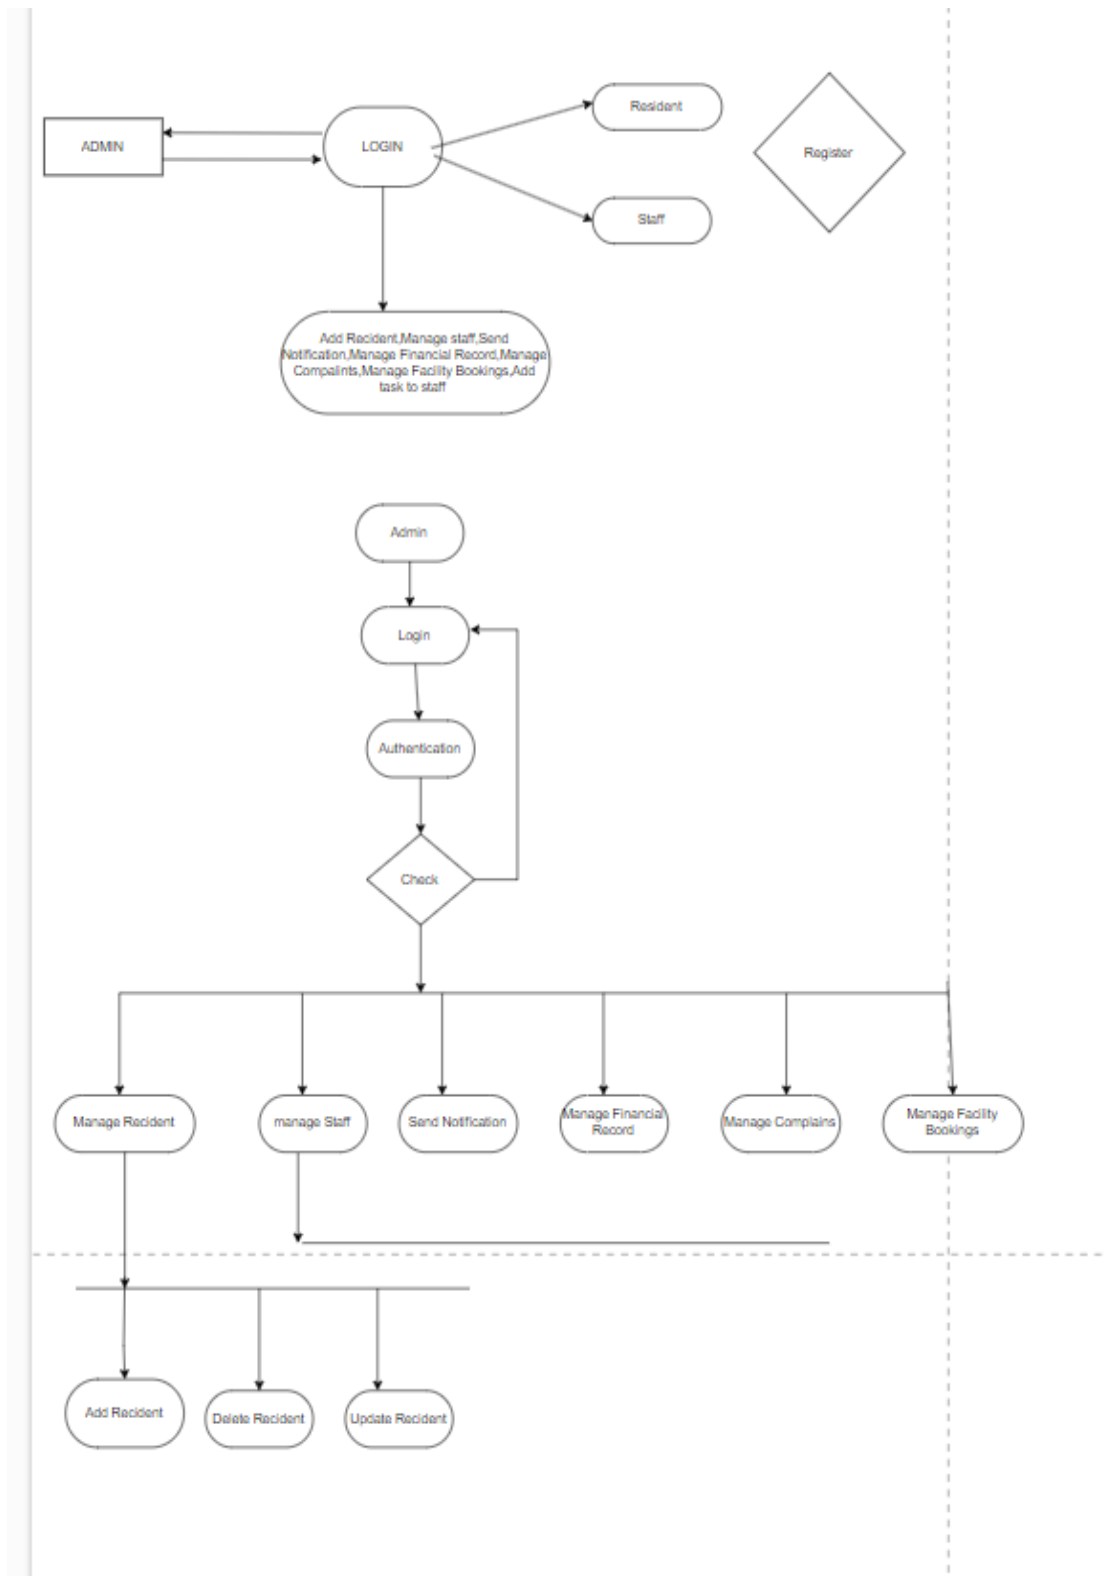 Resident
ADMIN
LOGIN
Register
Staff
Add Recident,Manage staff,Send
Notification,Manage Financial Record,Manage
Compaints,Manage Facility Bookings,Add
task to staff
Admin
Login
Authentication
Check
Manage Recident
manage Staff
Send Notification
Manage Financial
Record
Manage Complains
Manage Facility
Bookings
Add Recident
Delete Recident
Update Recident